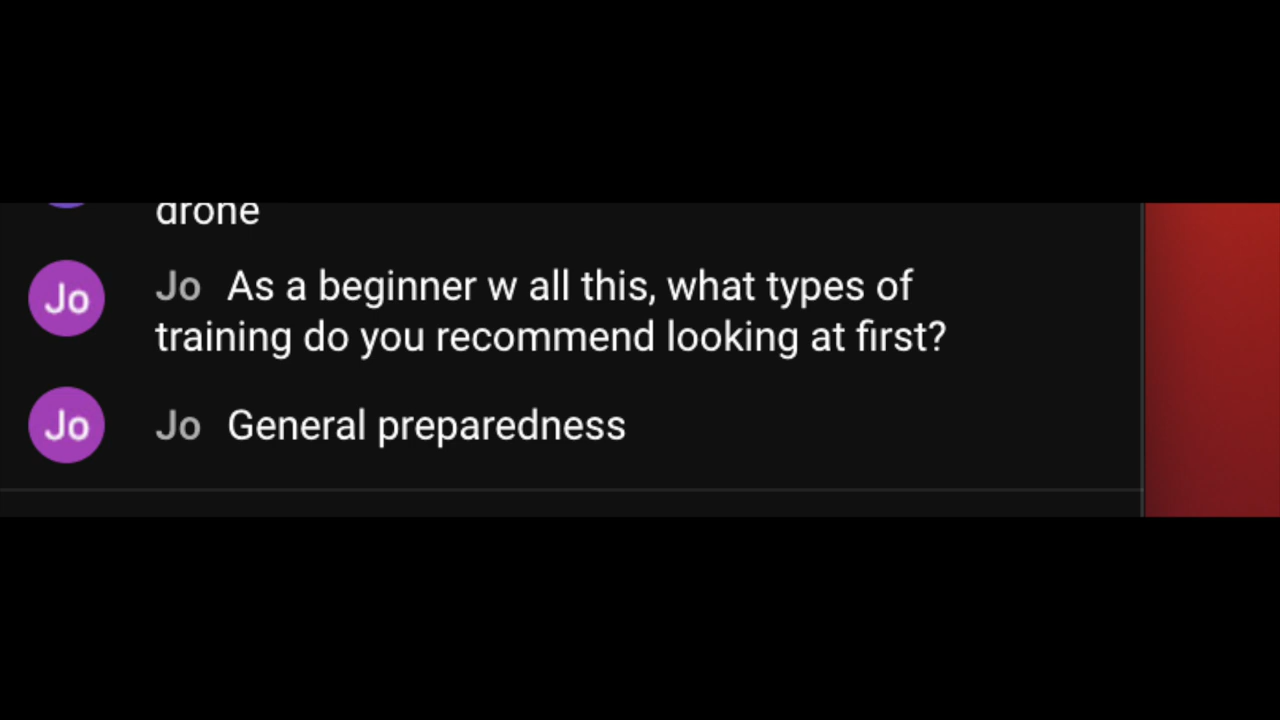 drone
Jo Jo As a beginner w all this, what types of
training do you recommend looking at first?
Jo Jo General preparedness